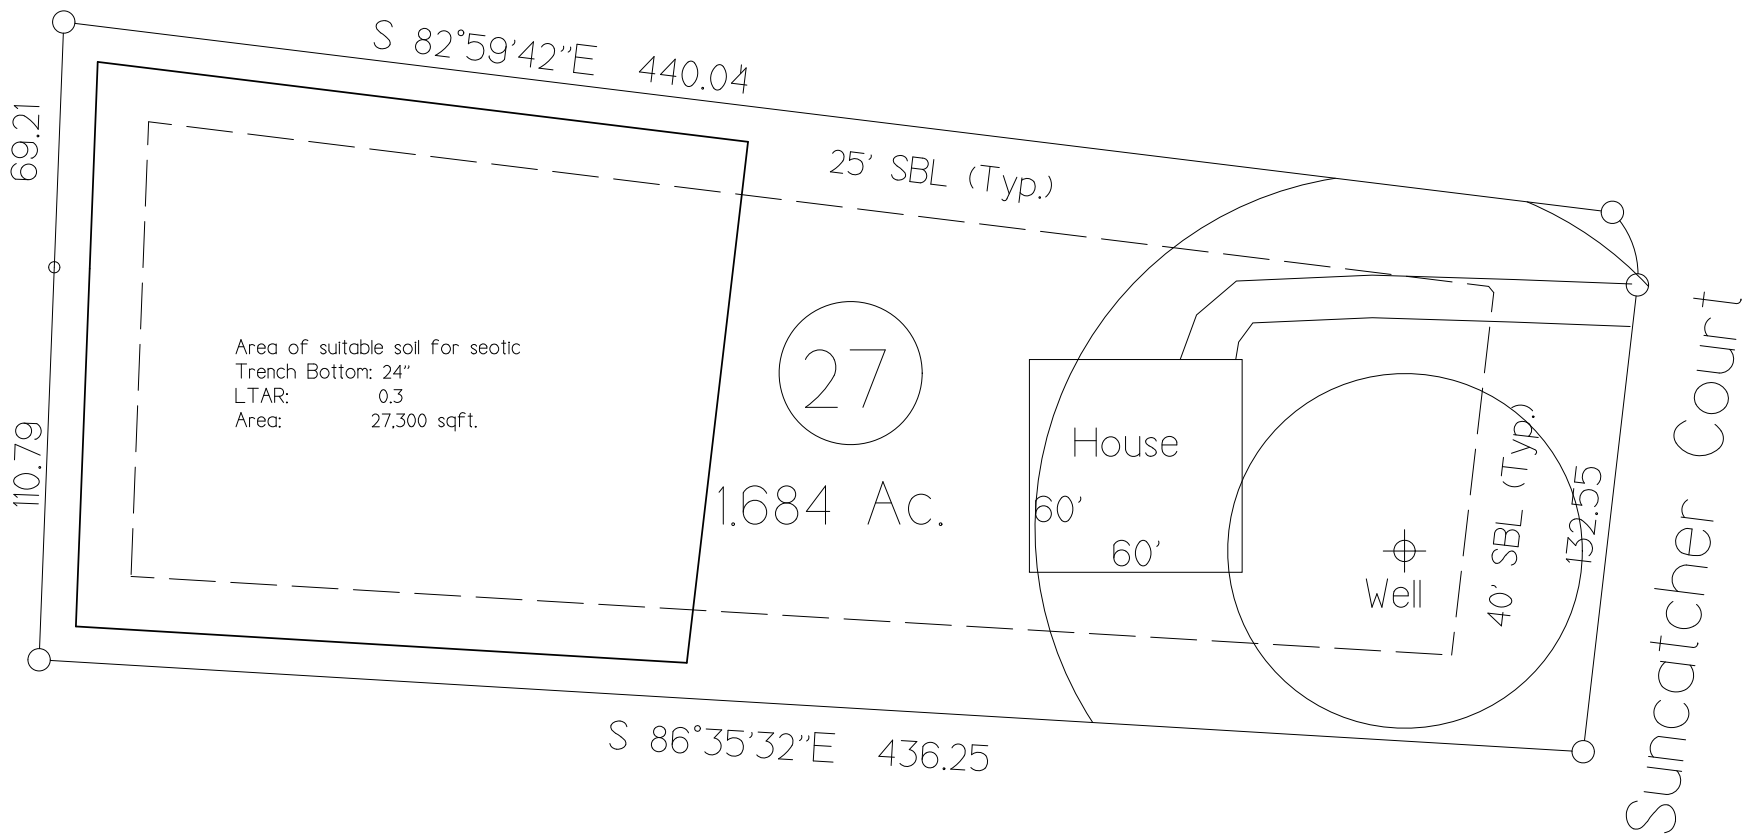 S 82°59'42"E 440.04
69.21
25' SBL (Typ.)
Area of suitable soil for seotic
Trench Bottom: 24"
LTAR: 0.3
Area: 27,300 sqft.
110.79
27
1.684 Ac.
House
60'
60'
Well
40' SBL (Typ.)
132.55
Suncatcher Court
S 86°35'32"E 436.25